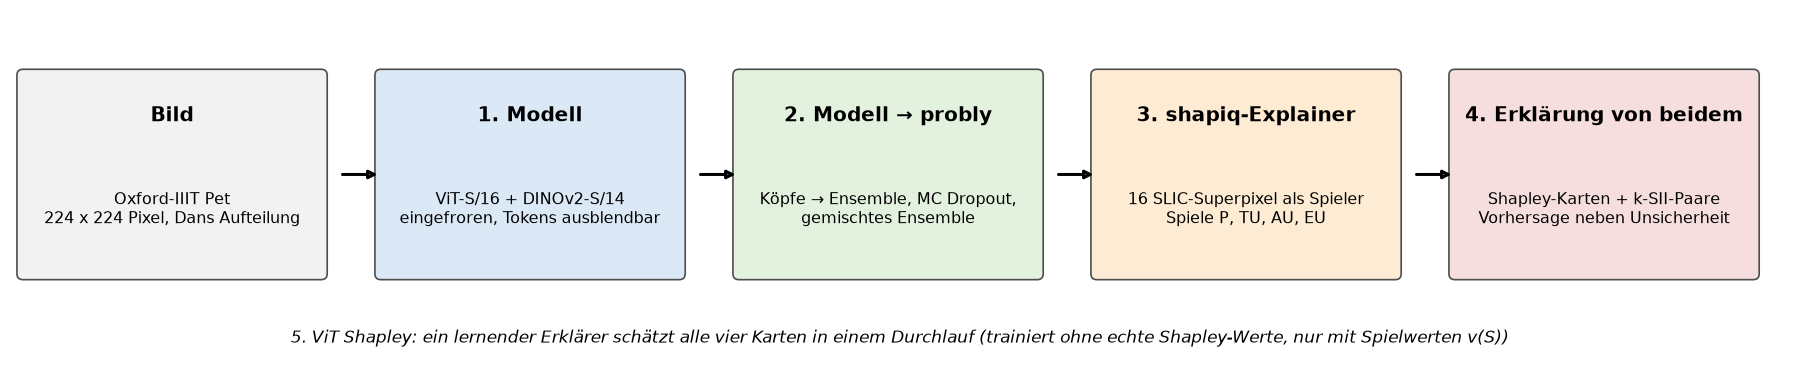 Bild
Oxford-IIIT Pet
224 x 224 Pixel, Dans Aufteilung
1. Modell
ViT-S/16 + DINOv2-S/14
eingefroren, Tokens ausblendbar
2. Modell → probly
Köpfe → Ensemble, MC Dropout,
gemischtes Ensemble
3. shapiq-Explainer
16 SLIC-Superpixel als Spieler
Spiele P, TU, AU, EU
4. Erklärung von beidem
Shapley-Karten + k-SII-Paare
Vorhersage neben Unsicherheit
5. ViT Shapley: ein lernender Erklärer schätzt alle vier Karten in einem Durchlauf (trainiert ohne echte Shapley-Werte, nur mit Spielwerten v(S))